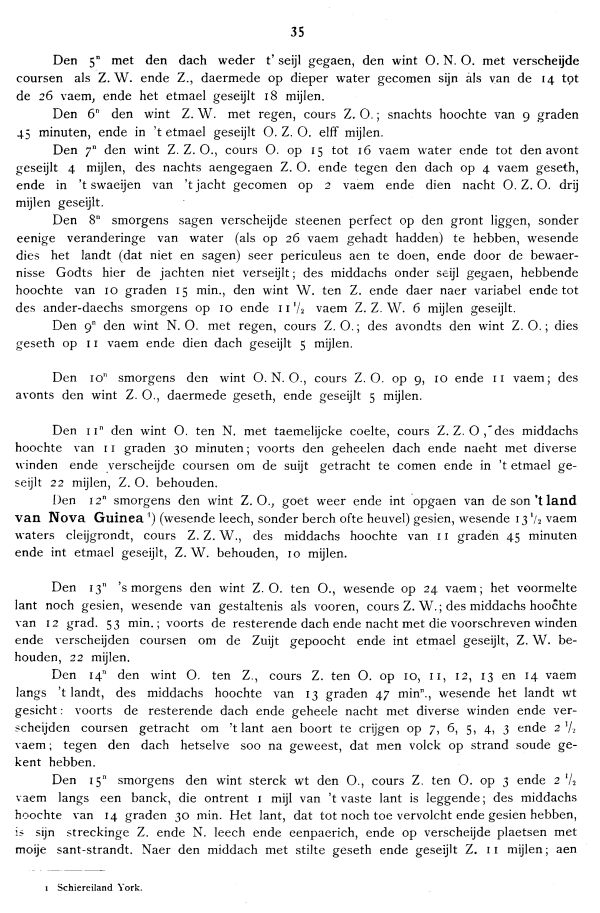 35
Den 5ⁿ met den dach weder t' seijl gegaen, den wint O. N. O. met verscheijde
coursen als Z. W. ende Z., daermede op dieper water gecomen sijn als van de 14 tot
de 26 vaem, ende het etmael geseijlt 18 mijlen.
Den 6ⁿ den wint Z. W. met regen, cours Z. O.; snachts hoochte van 9 graden
45 minuten, ende in 't etmael geseijlt O. Z. O. elff mijlen.
Den 7ⁿ den wint Z. Z. O., cours O. op 15 tot 16 vaem water ende tot den avont
geseijlt 4 mijlen, des nachts aengegaen Z. O. ende tegen den dach op 4 vaem geseth,
ende in 't swaeijen van 't jacht gecomen op 2 vaem ende dien nacht O. Z. O. drij
mijlen geseijlt.
Den 8ⁿ smorgens sagen verscheijde steenen perfect op den gront liggen, sonder
eenige veranderinge van water (als op 26 vaem gehadt hadden) te hebben, wesende
dies het landt (dat niet en sagen) seer periculeus aen te doen, ende door de bewaer-
nisse Godts hier de jachten niet verseijlt; des middachs onder seijl gegaen, hebbende
hoochte van 10 graden 15 min., den wint W. ten Z. ende daer naer variabel ende tot
des ander-daechs smorgens op 10 ende 11 ¹/₂ vaem Z. Z. W. 6 mijlen geseijlt.
Den 9ⁿ den wint N. O. met regen, cours Z. O.; des avondts den wint Z. O.; dies
geseth op 11 vaem ende dien dach geseijlt 5 mijlen.
Den 10ⁿ smorgens den wint O. N. O., cours Z. O. op 9, 10 ende 11 vaem; des
avonts den wint Z. O., daermede geseth, ende geseijlt 5 mijlen.
Den 11ⁿ den wint O. ten N. met taemelijcke coelte, cours Z. Z. O, des middachs
hoochte van 11 graden 30 minuten; voorts den geheelen dach ende nacht met diverse
winden ende verscheijde coursen om de suijt getracht te comen ende in 't etmael ge-
seijlt 22 mijlen, Z. O. behouden.
Den 12ⁿ smorgens den wint Z. O., goet weer ende int opgaen van de son 't land
van Nova Guinea ¹) (wesende leech, sonder berch ofte heuvel) gesien, wesende 13 ¹/₂ vaem
waters cleijgrondt, cours Z. Z. W., des middachs hoochte van 11 graden 45 minuten
ende int etmael geseijlt, Z. W. behouden, 10 mijlen.
Den 13ⁿ 's morgens den wint Z. O. ten O., wesende op 24 vaem; het voormelte
lant noch gesien, wesende van gestaltenis als vooren, cours Z. W.; des middachs hoochte
van 12 grad. 53 min.; voorts de resterende dach ende nacht met die voorschreven winden
ende verscheijden coursen om de Zuijt gepoocht ende int etmael geseijlt, Z. W. be-
houden, 22 mijlen.
Den 14ⁿ den wint O. ten Z., cours Z. ten O. op 10, 11, 12, 13 en 14 vaem
langs 't landt, des middachs hoochte van 13 graden 47 minⁿ., wesende het landt wt
gesicht: voorts de resterende dach ende geheele nacht met diverse winden ende ver-
scheijden coursen getracht om 't lant aen boort te crijgen op 7, 6, 5, 4, 3 ende 2 ¹/₂
vaem; tegen den dach hetselve soo na geweest, dat men volck op strand soude ge-
kent hebben.
Den 15ⁿ smorgens den wint sterck wt den O., cours Z. ten O. op 3 ende 2 ¹/₂
vaem langs een banck, die ontrent 1 mijl van 't vaste lant is leggende; des middachs
hoochte van 14 graden 30 min. Het lant, dat tot noch toe vervolcht ende gesien hebben,
is sijn streckinge Z. ende N. leech ende eenpaerich, ende op verscheijde plaetsen met
moije sant-strandt. Naer den middach met stilte geseth ende geseijlt Z. 11 mijlen; aen
1 Schiereiland York.